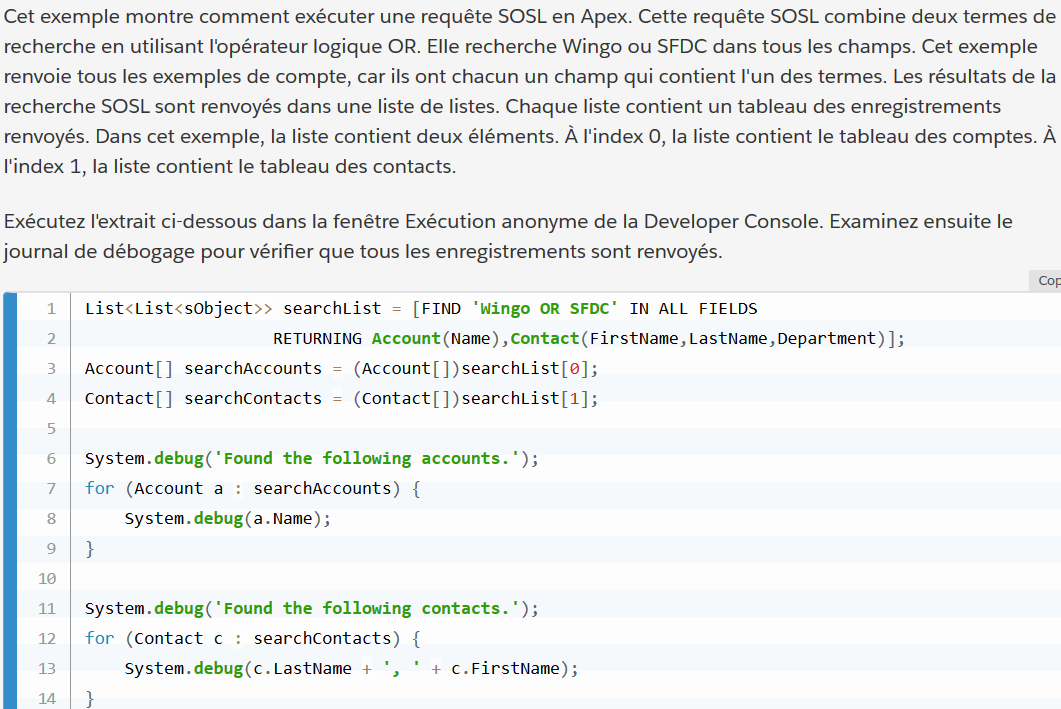 Cet exemple montre comment exécuter une requête SOSL en Apex. Cette requête SOSL combine deux termes de
recherche en utilisant l'opérateur logique OR. Elle recherche Wingo ou SFDC dans tous les champs. Cet exemple
renvoie tous les exemples de compte, car ils ont chacun un champ qui contient l'un des termes. Les résultats de la
recherche SOSL sont renvoyés dans une liste de listes. Chaque liste contient un tableau des enregistrements
renvoyés. Dans cet exemple, la liste contient deux éléments. À l'index 0, la liste contient le tableau des comptes. À
l'index 1, la liste contient le tableau des contacts.
Exécutez l'extrait ci-dessous dans la fenêtre Exécution anonyme de la Developer Console. Examinez ensuite le
journal de débogage pour vérifier que tous les enregistrements sont renvoyés.
Cop
1 List<List<sObject>> searchList = [FIND 'Wingo OR SFDC' IN ALL FIELDS
2                    RETURNING Account(Name),Contact(FirstName,LastName,Department)];
3 Account[] searchAccounts = (Account[])searchList[0];
4 Contact[] searchContacts = (Contact[])searchList[1];
5
6 System.debug('Found the following accounts.');
7 for (Account a : searchAccounts) {
8     System.debug(a.Name);
9 }
10
11 System.debug('Found the following contacts.');
12 for (Contact c : searchContacts) {
13     System.debug(c.LastName + ', ' + c.FirstName);
14 }